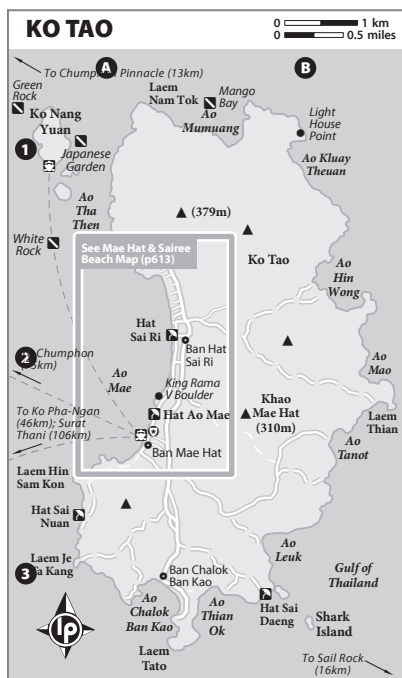 KO TAO
0 1 km
0 0.5 miles
A
B
To Chumphon Pinnacle (13km)
Green
Rock
Laem
Nam Tok
Mango
Bay
Ko Nang
Yuan
Ao
Mumuang
Light
House
Point
1
Japanese
Garden
Ao Kluay
Theuan
Ao
Tha
Then
(379m)
White
Rock
See Mae Hat & Sairee
Beach Map (p613)
Ko Tao
Ao
Hin
Wong
Hat
Sai Ri
2
Chumphon
Ban Hat
Sai Ri
Ao
Mao
Ao
Mae
King Rama
V Boulder
To Ko Pha-Ngan
(46km); Surat
Thani (106km)
Hat Ao Mae
Khao
Mae Hat
(310m)
Laem
Thian
Ban Mae Hat
Ao
Tanot
Laem Hin
Sam Kon
Hat Sai
Nuan
Ao
Leuk
Gulf of
Thailand
Laem Je
Ta Kang
3
Ban Chalok
Ban Kao
Ao
Chalok
Ban Kao
Ao
Thian
Ok
Hat Sai
Daeng
Shark
Island
lp
Laem
Tato
To Sail Rock
(16km)